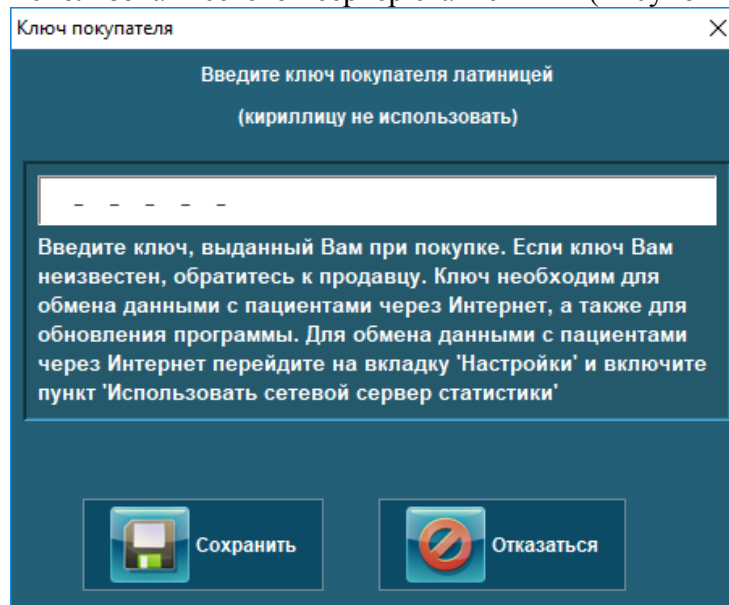 Ключ покупателя
Введите ключ покупателя латиницей
(кириллицу не использовать)
- - - - -
Введите ключ, выданный Вам при покупке. Если ключ Вам
неизвестен, обратитесь к продавцу. Ключ необходим для
обмена данными с пациентами через Интернет, а также для
обновления программы. Для обмена данными с пациентами
через Интернет перейдите на вкладку 'Настройки' и включите
пункт 'Использовать сетевой сервер статистики'
Сохранить
Отказаться